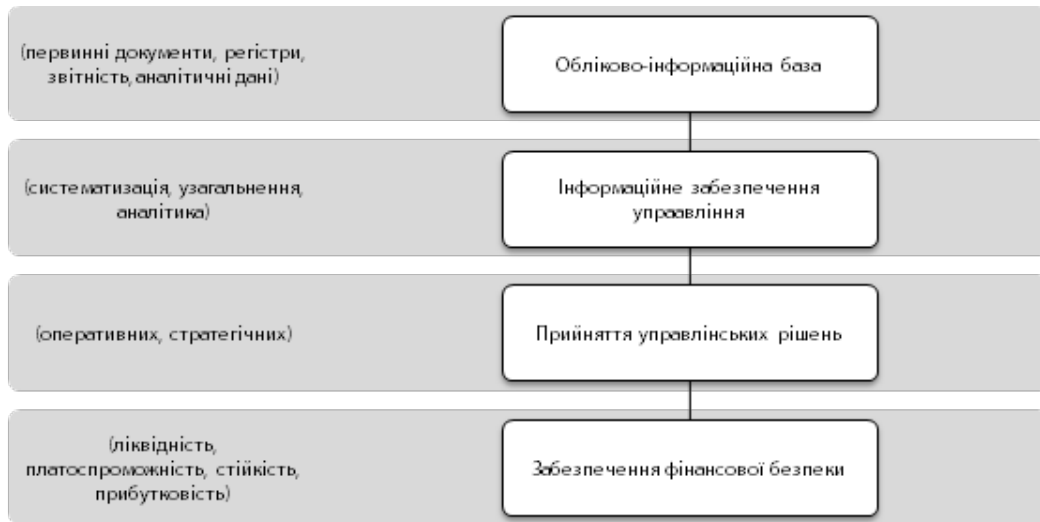 (первинні документи, регістри,
звітність, аналітичні дані)
Обліково-інформаційна база
(систематизація, узагальнення,
аналітика)
Інформаційне забезпечення
упраавління
(оперативних, стратегічних)
Прийняття управлінських рішень
(ліквідність,
платоспроможність, стійкість,
прибутковість)
Забезпечення фінансової безпеки